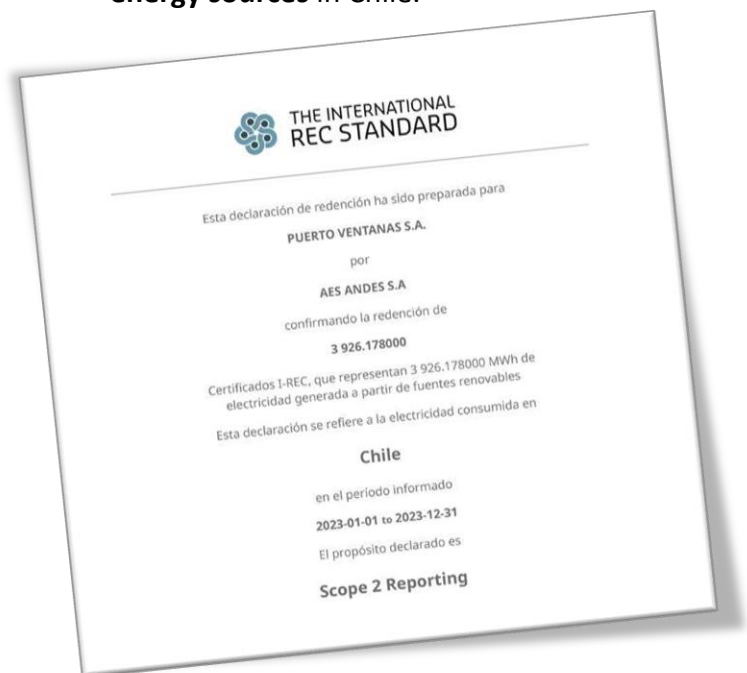 energy sources in Chile.
THE INTERNATIONAL
REC STANDARD
Esta declaración de redención ha sido preparada para
PUERTO VENTANAS S.A.
por
AES ANDES S.A
confirmando la redención de
3 926.178000
Certificados I-REC, que representan 3 926.178000 MWh de
electricidad generada a partir de fuentes renovables
Esta declaración se refiere a la electricidad consumida en
Chile
en el periodo informado
2023-01-01 to 2023-12-31
El propósito declarado es
Scope 2 Reporting